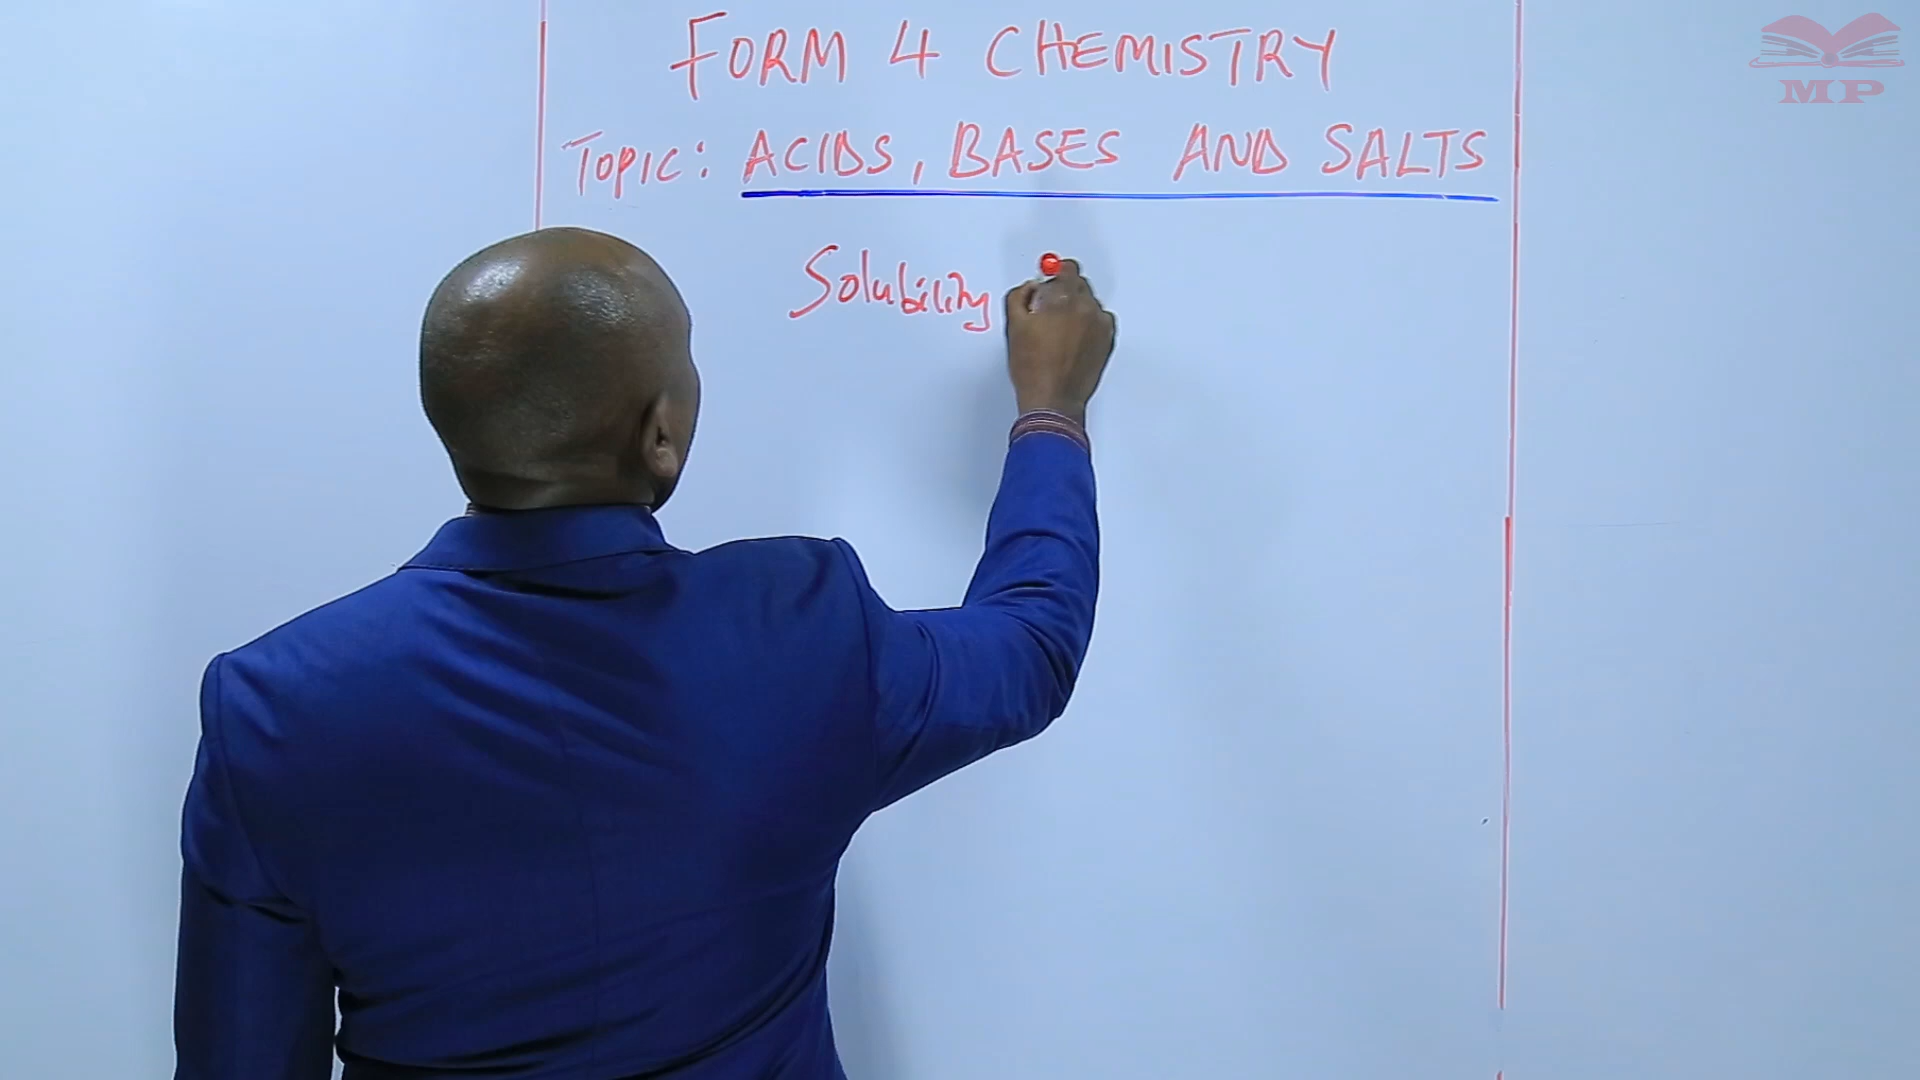 FORM 4 CHEMISTRY
TOPIC: ACIDS, BASES AND SALTS
Solubility
MP